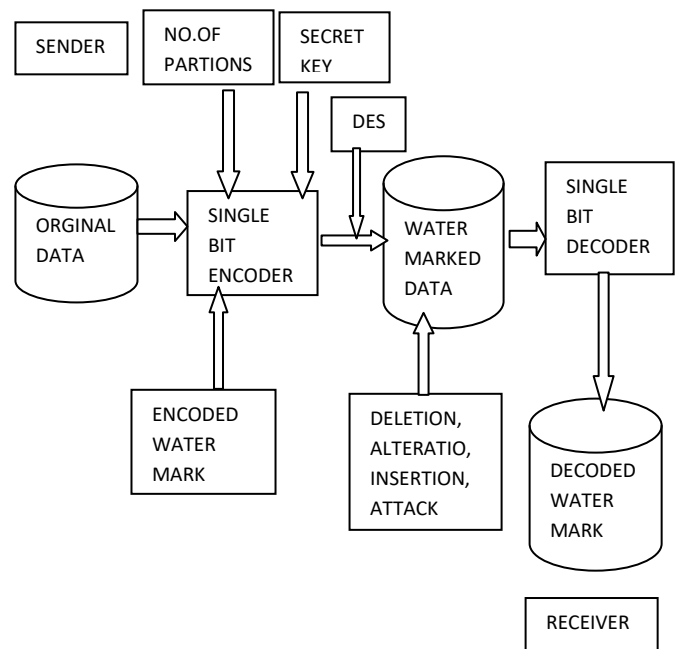 SENDER
NO.OF
PARTIONS
SECRET
KEY
DES
ORGINAL
DATA
SINGLE
BIT
ENCODER
WATER
MARKED
DATA
SINGLE
BIT
DECODER
ENCODED
WATER
MARK
DELETION,
ALTERATIO,
INSERTION,
ATTACK
DECODED
WATER
MARK
RECEIVER